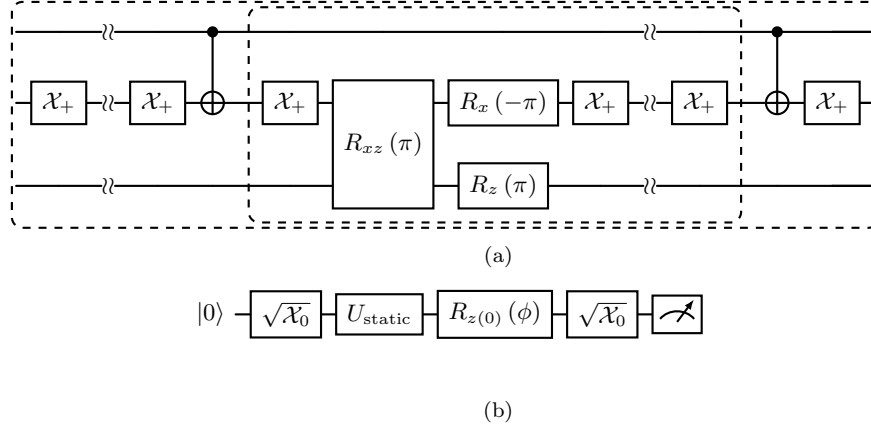 𝒳₊ 𝒳₊ 𝒳₊ R_{xz} (π) R_x (−π) 𝒳₊ 𝒳₊ 𝒳₊
R_z (π)
(a)
|0⟩ √𝒳₀ U_static R_{z(0)} (ϕ) √𝒳₀
(b)